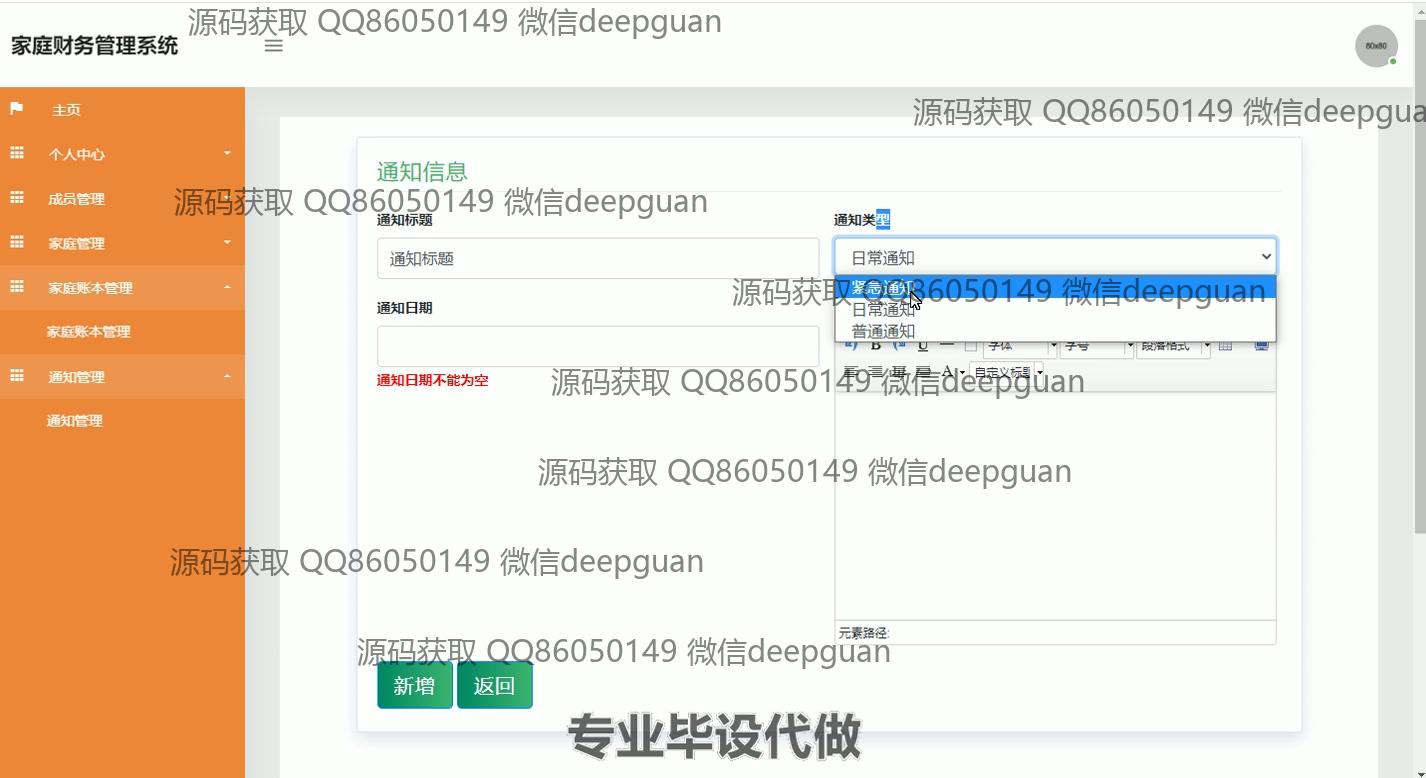 源码获取 QQ86050149 微信deepguan
家庭财务管理系统
80x80
源码获取 QQ86050149 微信deepgua
主页
个人中心
成员管理
家庭管理
家庭账本管理
家庭账本管理
通知管理
通知管理
通知信息
源码获取 QQ86050149 微信deepguan
通知标题
通知标题
通知类型
日常通知
紧急通知
日常通知
普通通知
源码获取 QQ86050149 微信deepguan
通知日期
通知日期不能为空
B U 字体 字号 段落格式
A 自定义标题
源码获取 QQ86050149 微信deepguan
源码获取 QQ86050149 微信deepguan
源码获取 QQ86050149 微信deepguan
元素路径:
源码获取 QQ86050149 微信deepguan
新增 返回
专业毕设代做